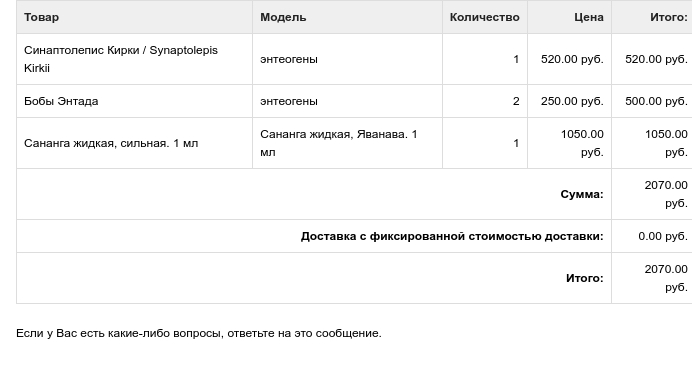 Товар Модель Количество Цена Итого:
Синаптолепис Кирки / Synaptolepis
Kirkii
энтеогены 1 520.00 руб. 520.00 руб.
Бобы Энтада энтеогены 2 250.00 руб. 500.00 руб.
Сананга жидкая, сильная. 1 мл
Сананга жидкая, Яванава. 1
мл
1
1050.00
руб.
1050.00
руб.
Сумма:
2070.00
руб.
Доставка с фиксированной стоимостью доставки: 0.00 руб.
Итого:
2070.00
руб.
Если у Вас есть какие-либо вопросы, ответьте на это сообщение.